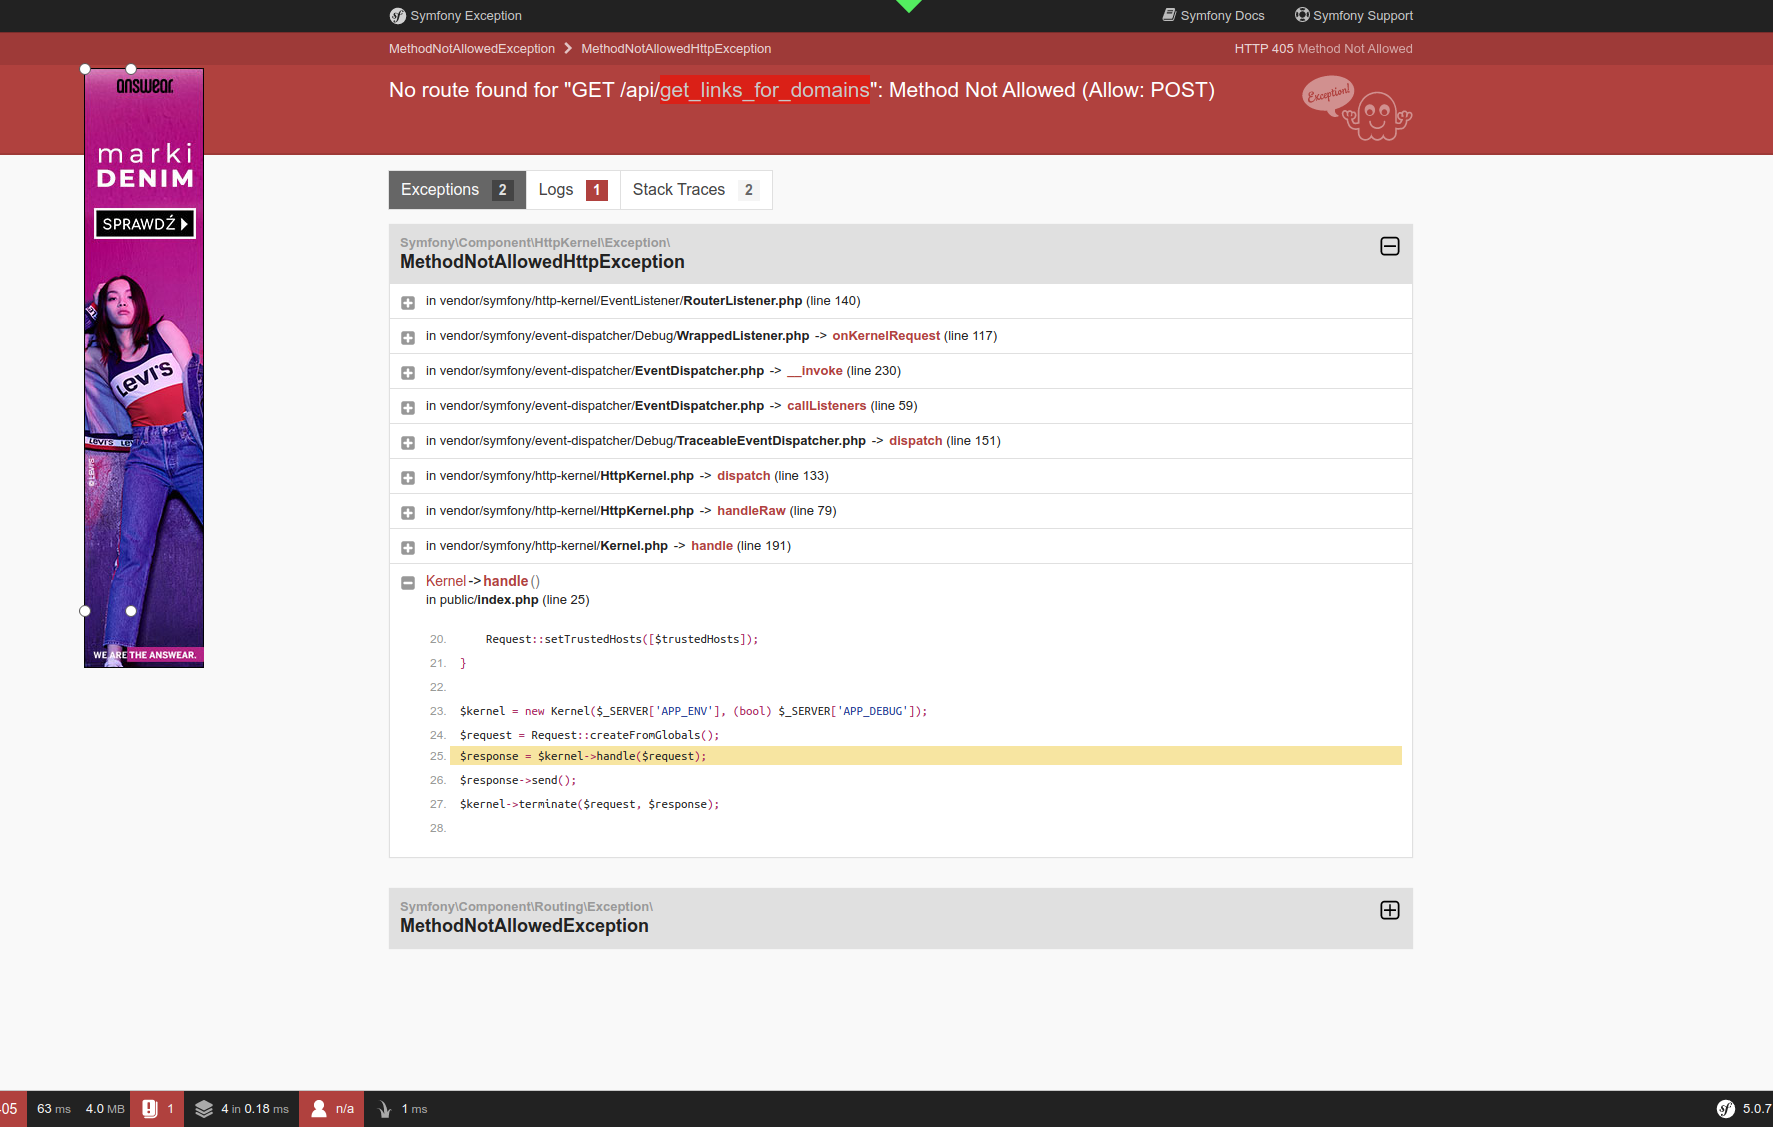 Symfony Exception
Symfony Docs
Symfony Support
MethodNotAllowedException
MethodNotAllowedHttpException
HTTP 405 Method Not Allowed
No route found for "GET /api/get_links_for_domains": Method Not Allowed (Allow: POST)
Exception!
answear.
marki
DENIM
SPRAWDŹ
LEVI'S
LEVI'S LEV
© LEVI'S
WE ARE THE ANSWEAR.
Exceptions 2
Logs 1
Stack Traces 2
Symfony\Component\HttpKernel\Exception\
MethodNotAllowedHttpException
in vendor/symfony/http-kernel/EventListener/RouterListener.php (line 140)
in vendor/symfony/event-dispatcher/Debug/WrappedListener.php -> onKernelRequest (line 117)
in vendor/symfony/event-dispatcher/EventDispatcher.php -> __invoke (line 230)
in vendor/symfony/event-dispatcher/EventDispatcher.php -> callListeners (line 59)
in vendor/symfony/event-dispatcher/Debug/TraceableEventDispatcher.php -> dispatch (line 151)
in vendor/symfony/http-kernel/HttpKernel.php -> dispatch (line 133)
in vendor/symfony/http-kernel/HttpKernel.php -> handleRaw (line 79)
in vendor/symfony/http-kernel/Kernel.php -> handle (line 191)
Kernel->handle()
in public/index.php (line 25)
20. Request::setTrustedHosts([$trustedHosts]);
21. }
22.
23. $kernel = new Kernel($_SERVER['APP_ENV'], (bool) $_SERVER['APP_DEBUG']);
24. $request = Request::createFromGlobals();
25. $response = $kernel->handle($request);
26. $response->send();
27. $kernel->terminate($request, $response);
28.
Symfony\Component\Routing\Exception\
MethodNotAllowedException
05 63 ms 4.0 MB 1 4 in 0.18 ms n/a 1 ms 5.0.7